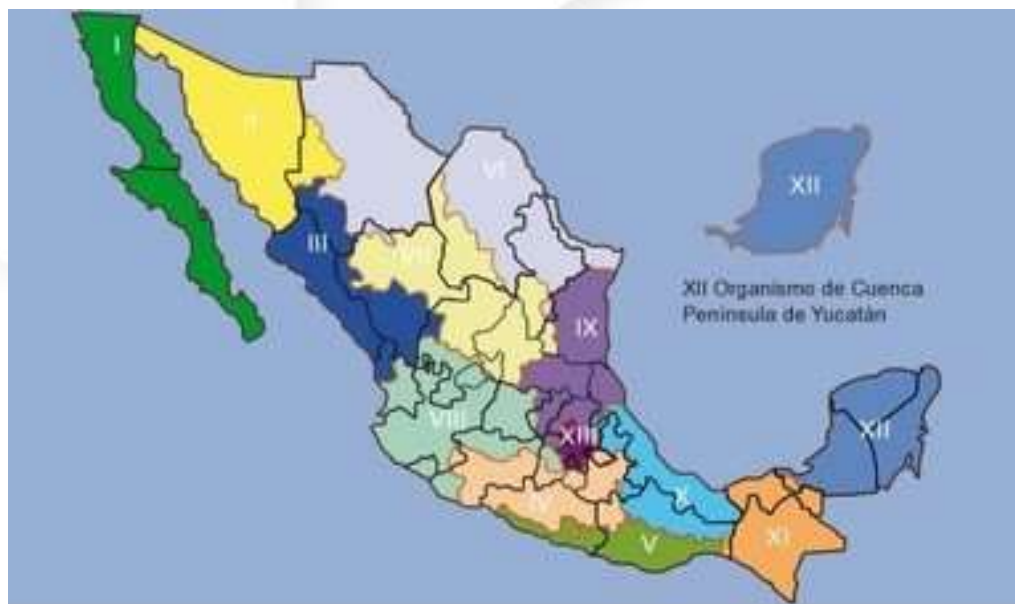 I
II
VI
XII
III
VII
XII Organismo de Cuenca
Península de Yucatán
IX
VIII
XIII
XII
IV
X
V
XI